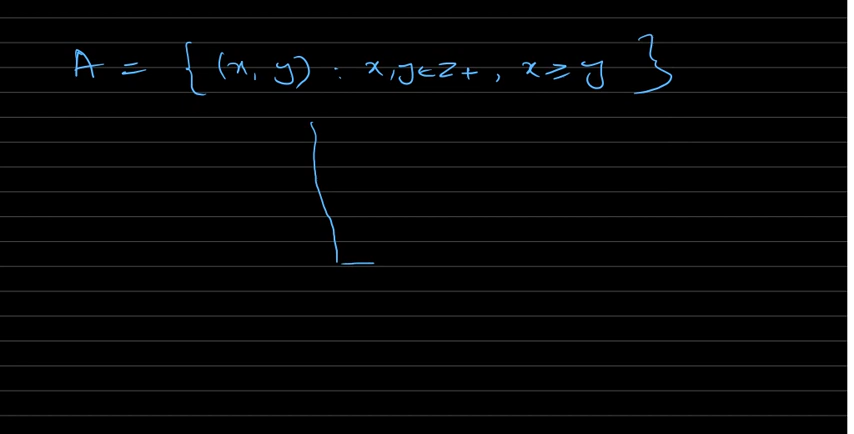 A = { (x, y) : x, y ∈ Z+ , x ≥ y }